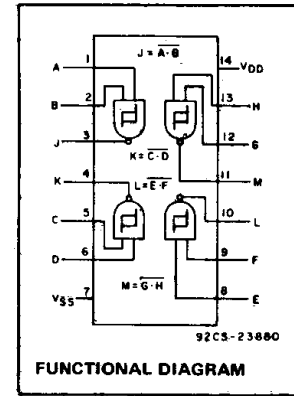 J = A·B
1
A
14
VDD
2
B
13
H
12
G
3
J
K = C·D
11
M
4
K
L = E·F
10
L
5
C
6
D
9
F
M = G·H
7
VSS
8
E
92CS-23880
FUNCTIONAL DIAGRAM